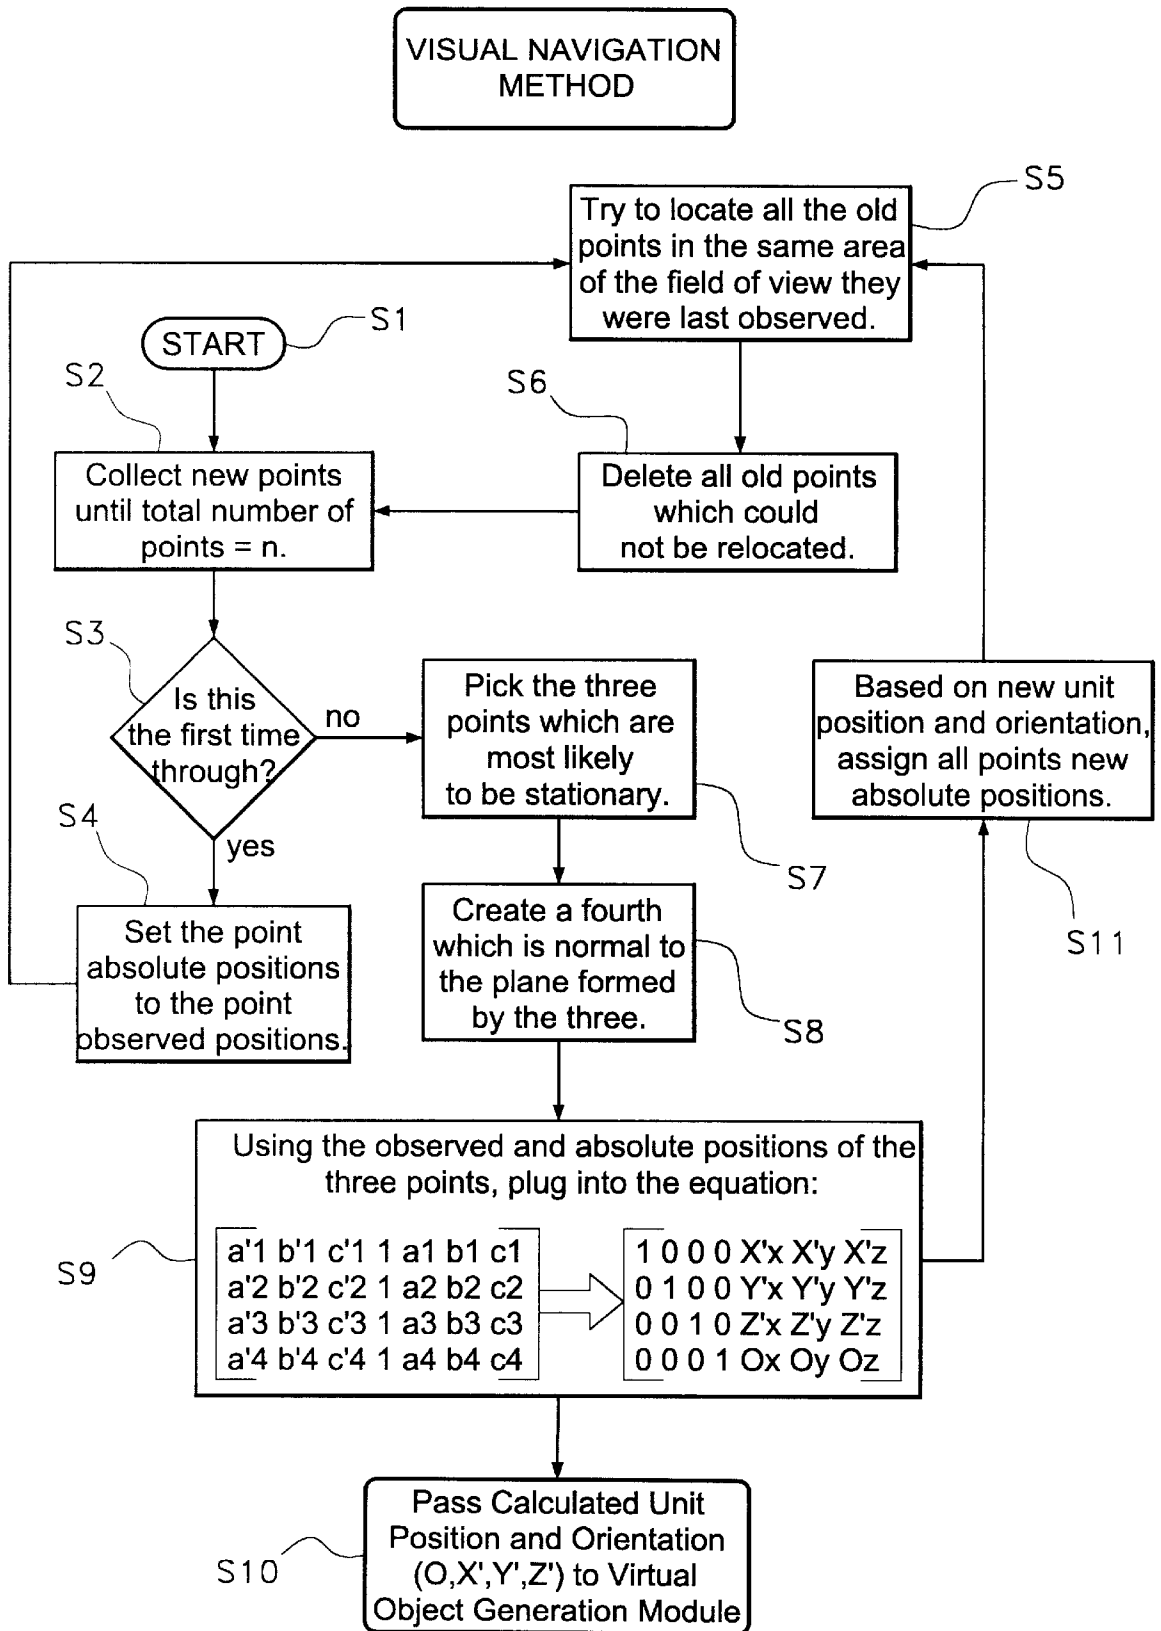 VISUAL NAVIGATION
METHOD
S5
Try to locate all the old
points in the same area
of the field of view they
were last observed.
S1
START
S2
Collect new points
until total number of
points = n.
S6
Delete all old points
which could
not be relocated.
S3
Is this
the first time
through?
no
yes
Pick the three
points which are
most likely
to be stationary.
S7
Based on new unit
position and orientation,
assign all points new
absolute positions.
S11
S4
Set the point
absolute positions
to the point
observed positions.
Create a fourth
which is normal to
the plane formed
by the three.
S8
Using the observed and absolute positions of the
three points, plug into the equation:
S9
a'1 b'1 c'1 1 a1 b1 c1
a'2 b'2 c'2 1 a2 b2 c2
a'3 b'3 c'3 1 a3 b3 c3
a'4 b'4 c'4 1 a4 b4 c4
1 0 0 0 X'x X'y X'z
0 1 0 0 Y'x Y'y Y'z
0 0 1 0 Z'x Z'y Z'z
0 0 0 1 Ox Oy Oz
S10
Pass Calculated Unit
Position and Orientation
(O,X',Y',Z') to Virtual
Object Generation Module